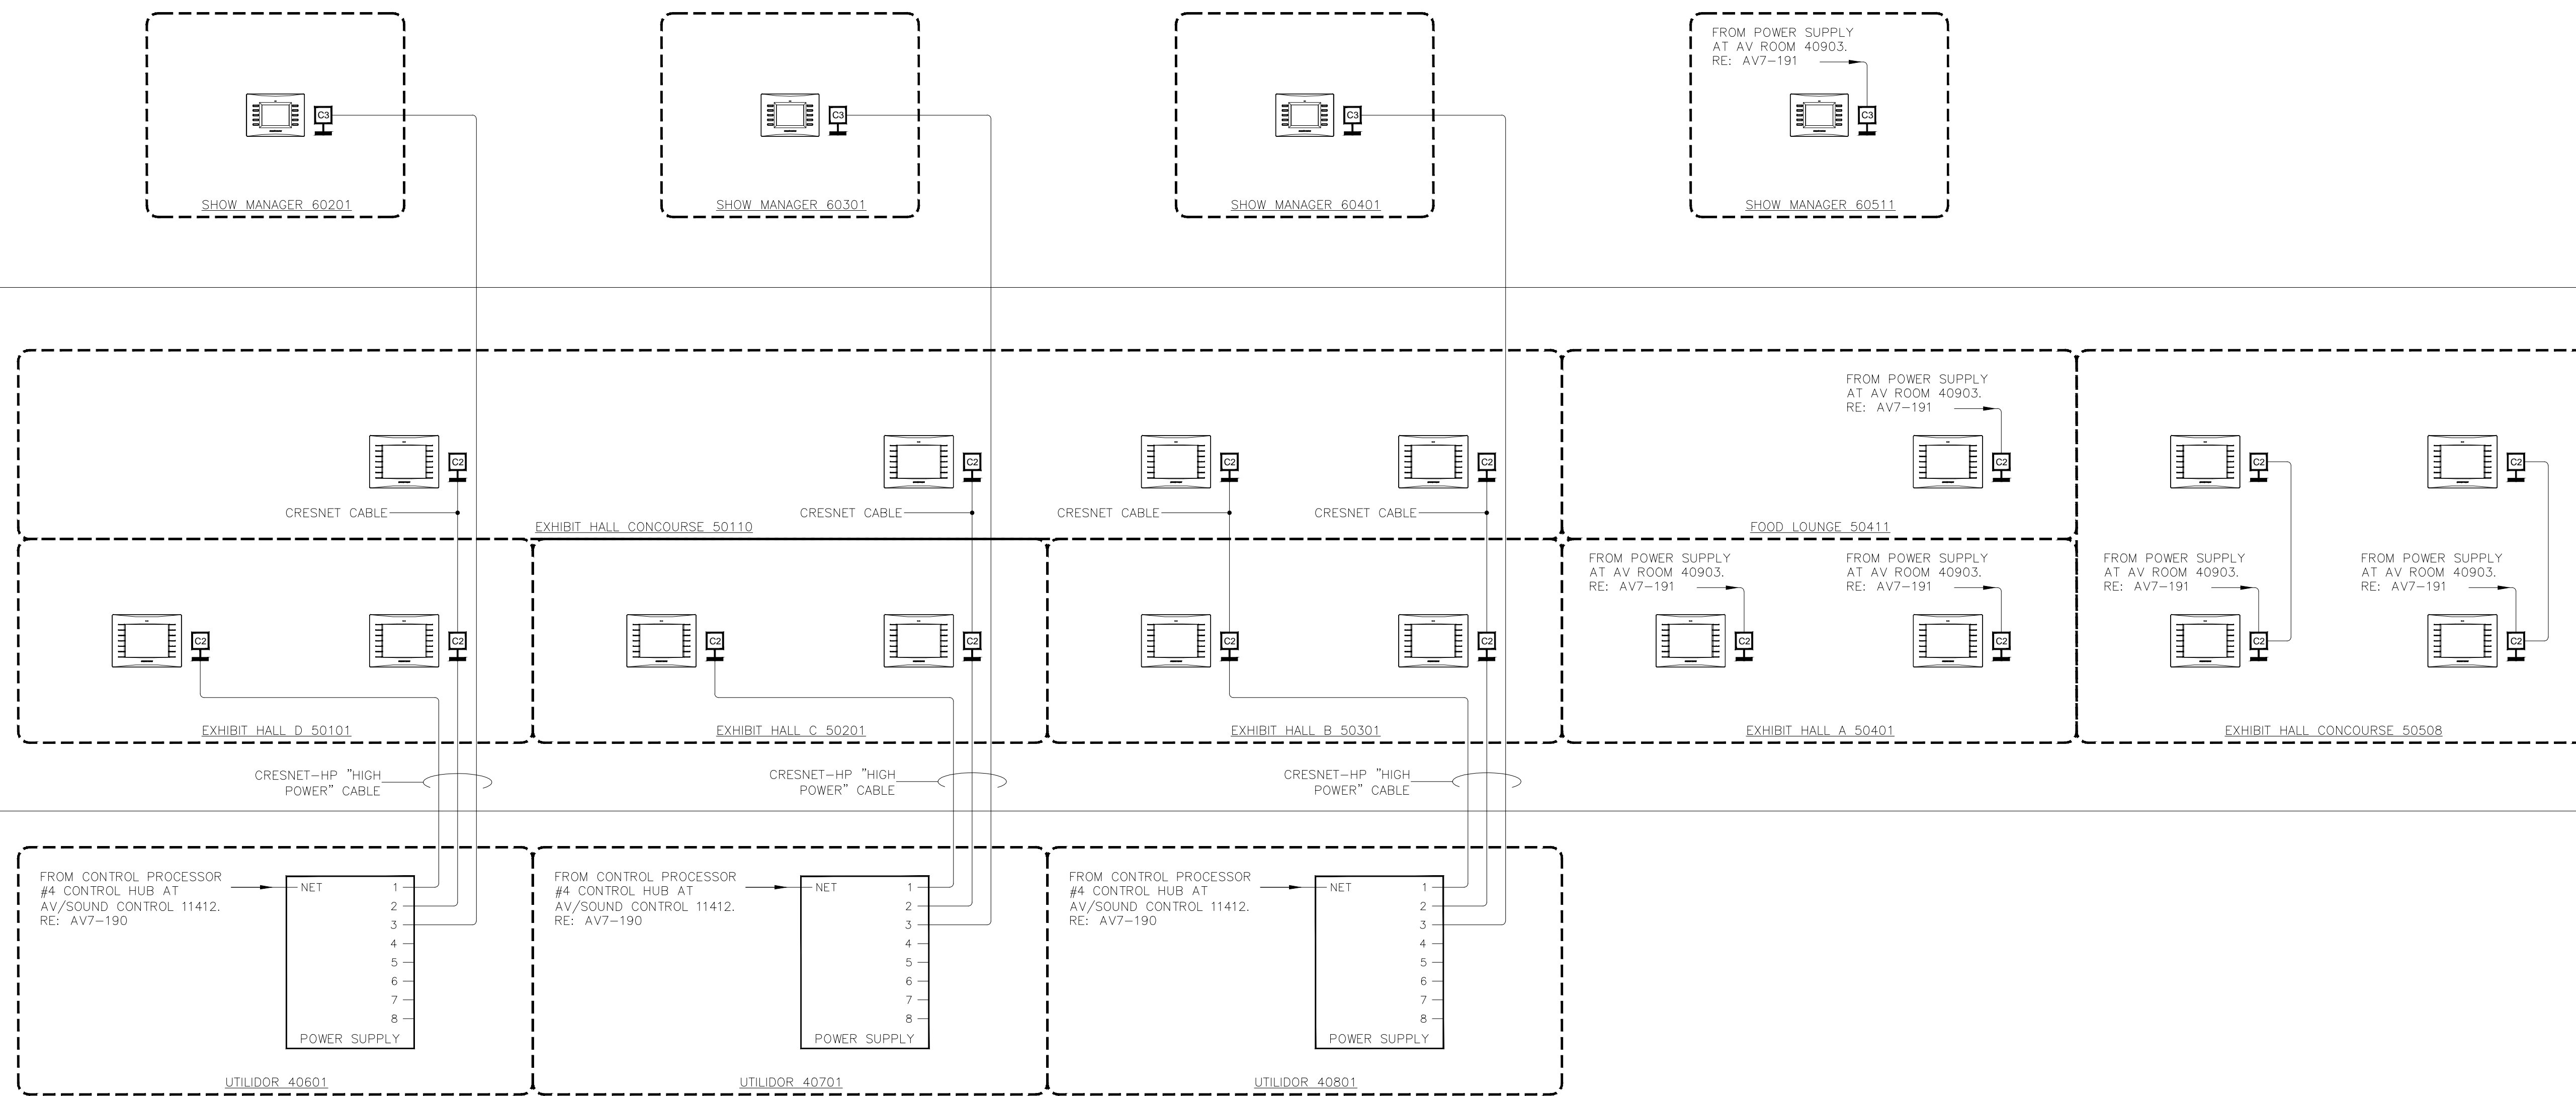 FROM POWER SUPPLY
AT AV ROOM 40903.
RE: AV7-191
C3
C3
C3
C3
SHOW MANAGER 60201
SHOW MANAGER 60301
SHOW MANAGER 60401
SHOW MANAGER 60511
FROM POWER SUPPLY
AT AV ROOM 40903.
RE: AV7-191
C2
C2
C2
C2
C2
C2
C2
CRESNET CABLE
CRESNET CABLE
CRESNET CABLE
CRESNET CABLE
EXHIBIT HALL CONCOURSE 50110
FOOD LOUNGE 50411
FROM POWER SUPPLY
AT AV ROOM 40903.
RE: AV7-191
FROM POWER SUPPLY
AT AV ROOM 40903.
RE: AV7-191
FROM POWER SUPPLY
AT AV ROOM 40903.
RE: AV7-191
FROM POWER SUPPLY
AT AV ROOM 40903.
RE: AV7-191
C2
C2
C2
C2
C2
C2
C2
C2
C2
C2
EXHIBIT HALL D 50101
EXHIBIT HALL C 50201
EXHIBIT HALL B 50301
EXHIBIT HALL A 50401
EXHIBIT HALL CONCOURSE 50508
CRESNET-HP "HIGH
POWER" CABLE
CRESNET-HP "HIGH
POWER" CABLE
CRESNET-HP "HIGH
POWER" CABLE
FROM CONTROL PROCESSOR
#4 CONTROL HUB AT
AV/SOUND CONTROL 11412.
RE: AV7-190
NET
1
2
3
4
5
6
7
8
POWER SUPPLY
UTILIDOR 40601
FROM CONTROL PROCESSOR
#4 CONTROL HUB AT
AV/SOUND CONTROL 11412.
RE: AV7-190
NET
1
2
3
4
5
6
7
8
POWER SUPPLY
UTILIDOR 40701
FROM CONTROL PROCESSOR
#4 CONTROL HUB AT
AV/SOUND CONTROL 11412.
RE: AV7-190
NET
1
2
3
4
5
6
7
8
POWER SUPPLY
UTILIDOR 40801